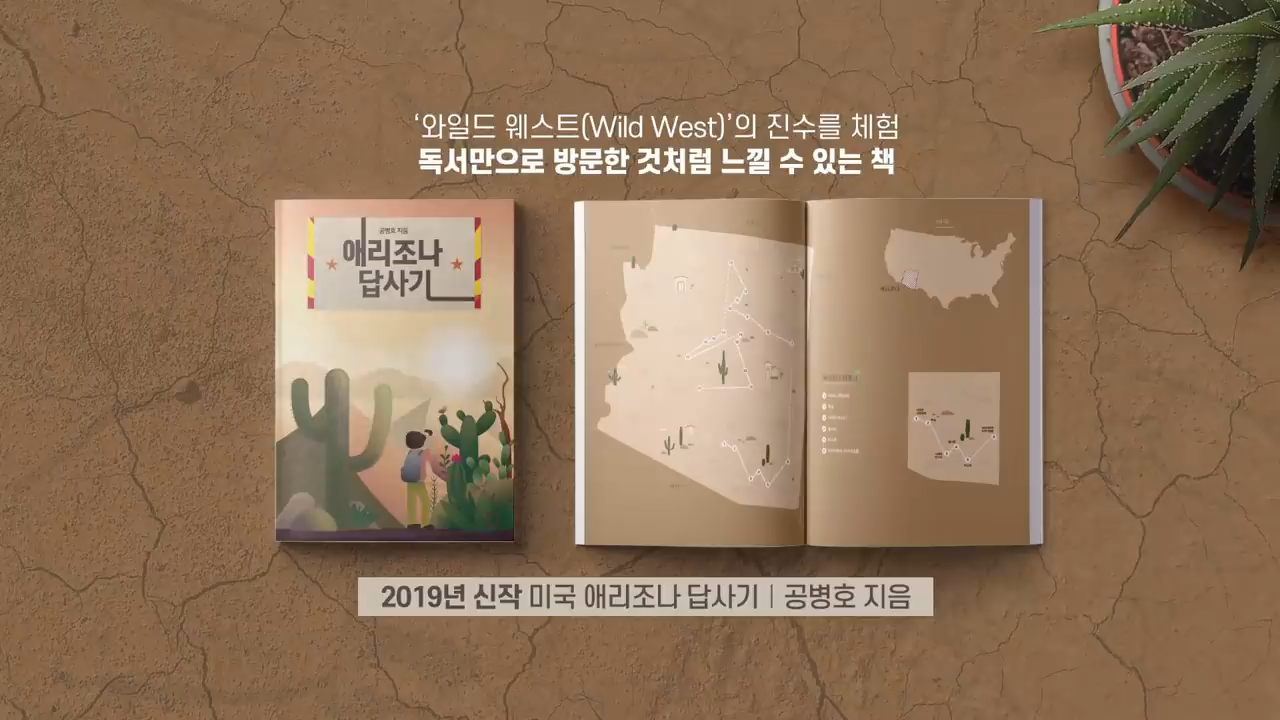 ‘와일드 웨스트(Wild West)’의 진수를 체험
독서만으로 방문한 것처럼 느낄 수 있는 책
공병호 지음
애리조나
답사기
2019년 신작 미국 애리조나 답사기 | 공병호 지음